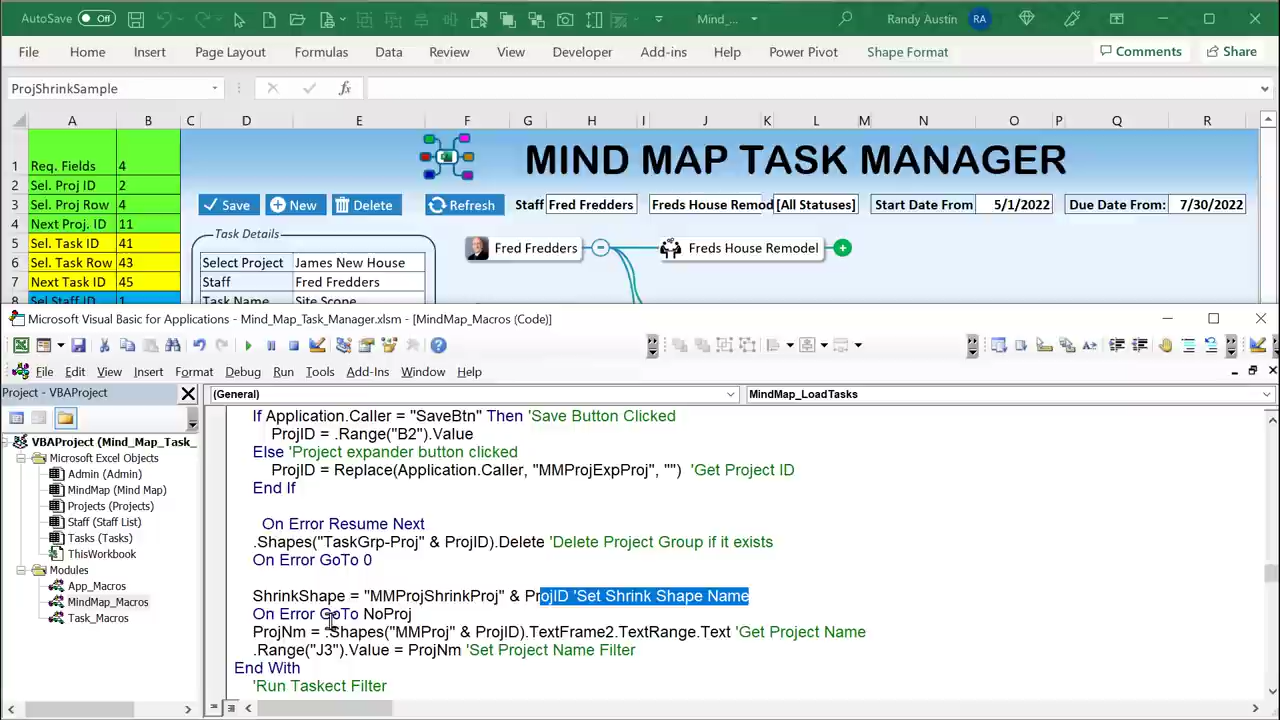 AutoSave Off Mind_... Randy Austin RA
File Home Insert Page Layout Formulas Data Review View Developer Add-ins Help Power Pivot Shape Format Comments Share
ProjShrinkSample fx
A B C D E F G H I J K L M N O P Q R
1 Req. Fields 4 MIND MAP TASK MANAGER
2 Sel. Proj ID 2
3 Sel. Proj Row 4 Save New Delete Refresh Staff Fred Fredders Freds House Remod [All Statuses] Start Date From 5/1/2022 Due Date From: 7/30/2022
4 Next Proj. ID 11
5 Sel. Task ID 41 Task Details Fred Fredders Freds House Remodel
6 Sel. Task Row 43 Select Project James New House
7 Next Task ID 45 Staff Fred Fredders
8 Sel Staff ID 1 Task Name Site Scope
Microsoft Visual Basic for Applications - Mind_Map_Task_Manager.xlsm - [MindMap_Macros (Code)]
File Edit View Insert Format Debug Run Tools Add-Ins Window Help
Project - VBAProject
(General) MindMap_LoadTasks
VBAProject (Mind_Map_Task_
Microsoft Excel Objects
Admin (Admin)
MindMap (Mind Map)
Projects (Projects)
Staff (Staff List)
Tasks (Tasks)
ThisWorkbook
Modules
App_Macros
MindMap_Macros
Task_Macros
If Application.Caller = "SaveBtn" Then 'Save Button Clicked
ProjID = .Range("B2").Value
Else 'Project expander button clicked
ProjID = Replace(Application.Caller, "MMProjExpProj", "") 'Get Project ID
End If
On Error Resume Next
.Shapes("TaskGrp-Proj" & ProjID).Delete 'Delete Project Group if it exists
On Error GoTo 0
ShrinkShape = "MMProjShrinkProj" & ProjID 'Set Shrink Shape Name
On Error GoTo NoProj
ProjNm = .Shapes("MMProj" & ProjID).TextFrame2.TextRange.Text 'Get Project Name
.Range("J3").Value = ProjNm 'Set Project Name Filter
End With
'Run Taskect Filter